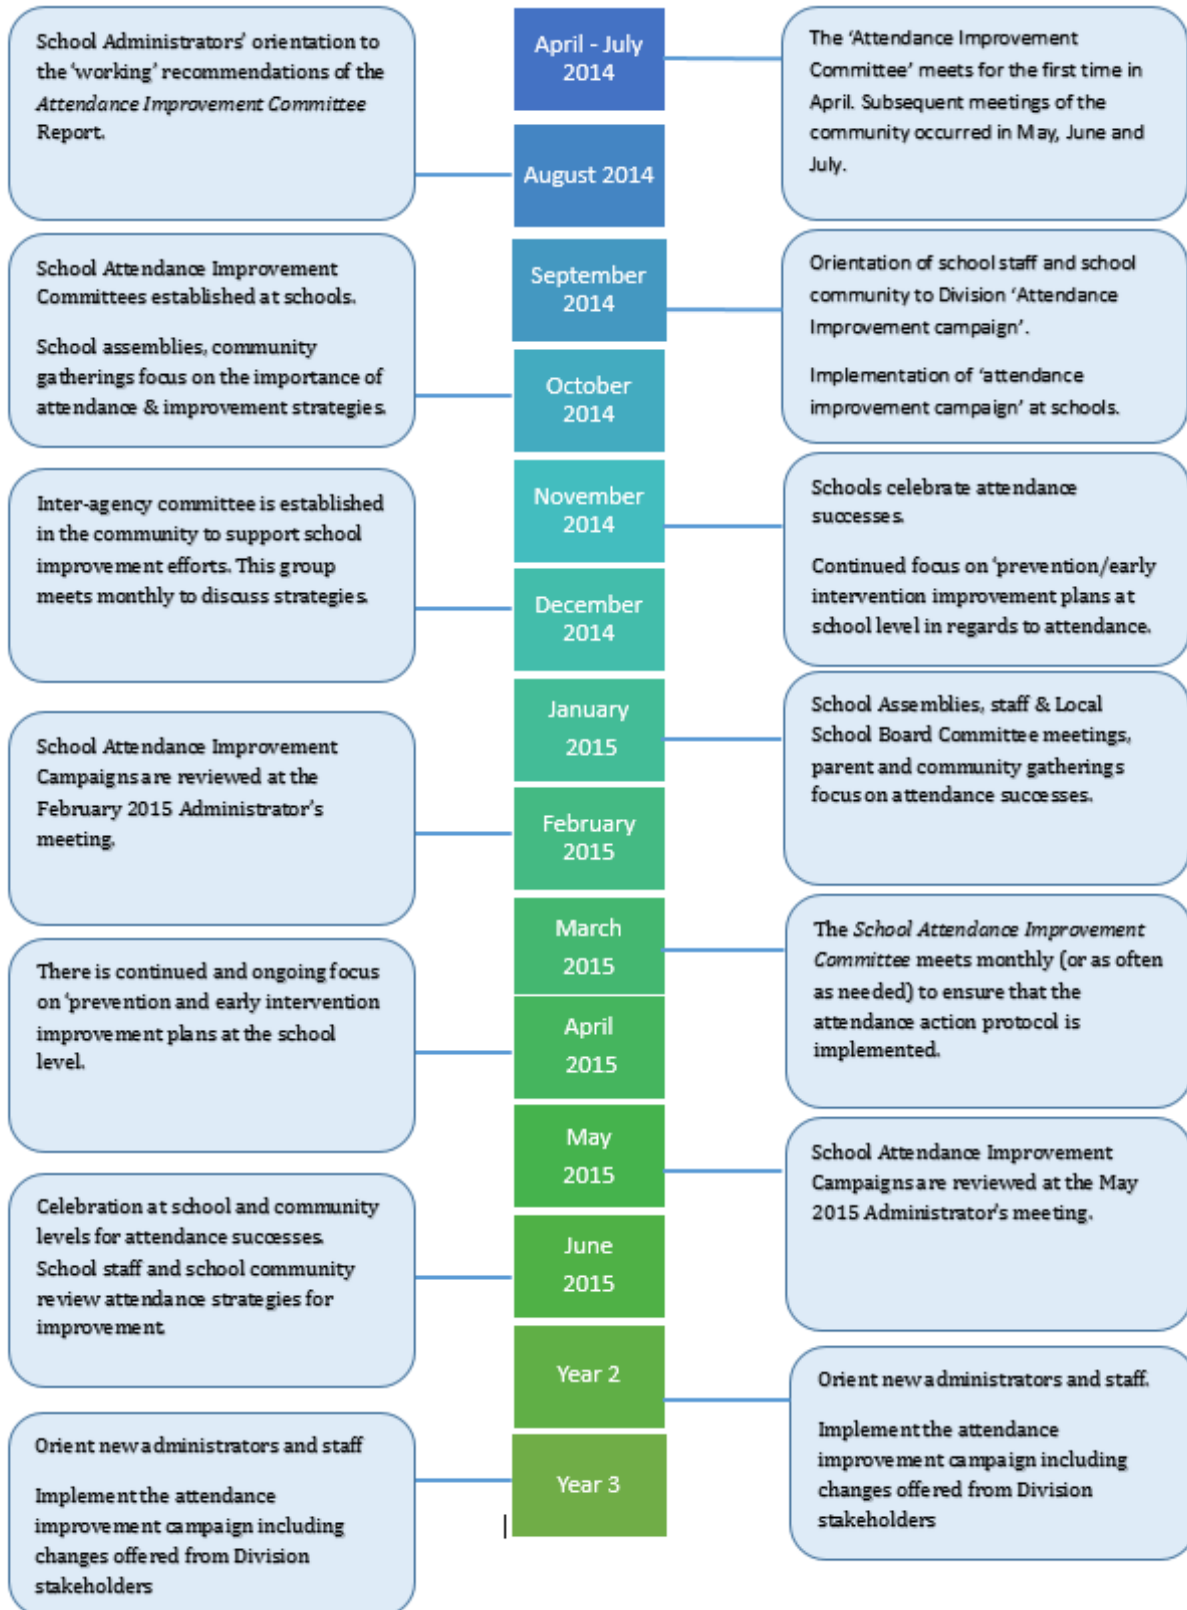 April - July
2014
The ‘Attendance Improvement
Committee’ meets for the first time in
April. Subsequent meetings of the
community occurred in May, June and
July.
School Administrators’ orientation to
the ‘working’ recommendations of the
Attendance Improvement Committee
Report.
August 2014
September
2014
Orientation of school staff and school
community to Division ‘Attendance
Improvement campaign’.
Implementation of ‘attendance
improvement campaign’ at schools.
School Attendance Improvement
Committees established at schools.
School assemblies, community
gatherings focus on the importance of
attendance & improvement strategies.
October
2014
November
2014
Schools celebrate attendance
successes.
Continued focus on ‘prevention/early
intervention improvement plans at
school level in regards to attendance.
Inter-agency committee is established
in the community to support school
improvement efforts. This group
meets monthly to discuss strategies.
December
2014
January
2015
School Assemblies, staff & Local
School Board Committee meetings,
parent and community gatherings
focus on attendance successes.
School Attendance Improvement
Campaigns are reviewed at the
February 2015 Administrator’s
meeting.
February
2015
March
2015
The School Attendance Improvement
Committee meets monthly (or as often
as needed) to ensure that the
attendance action protocol is
implemented.
There is continued and ongoing focus
on ‘prevention and early intervention
improvement plans at the school
level.
April
2015
May
2015
School Attendance Improvement
Campaigns are reviewed at the May
2015 Administrator’s meeting.
Celebration at school and community
levels for attendance successes.
School staff and school community
review attendance strategies for
improvement.
June
2015
Year 2
Orient new administrators and staff.
Implement the attendance
improvement campaign including
changes offered from Division
stakeholders
Orient new administrators and staff
Implement the attendance
improvement campaign including
changes offered from Division
stakeholders
Year 3